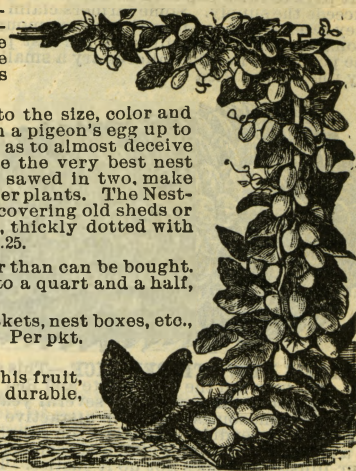 e
e
s
to the size, color and
n a pigeon's egg up to
as to almost deceive
e the very best nest
sawed in two, make
er plants. The Nest-
covering old sheds or
, thickly dotted with
.25.
r than can be bought.
to a quart and a half,
skets, nest boxes, etc.,
Per pkt.
his fruit,
durable,